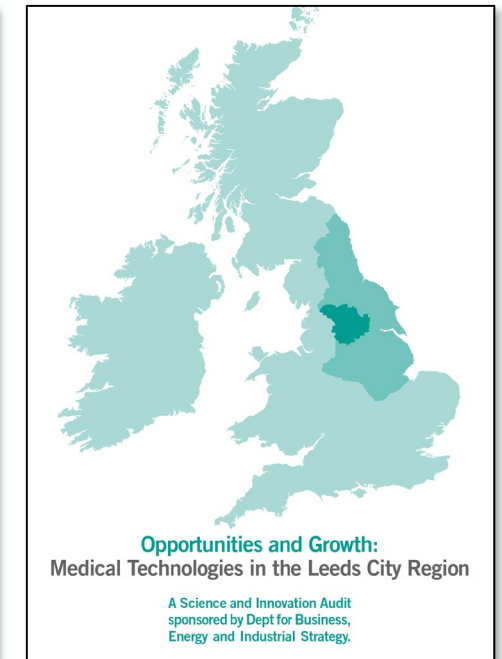 Opportunities and Growth:
Medical Technologies in the Leeds City Region
A Science and Innovation Audit
sponsored by Dept for Business,
Energy and Industrial Strategy.